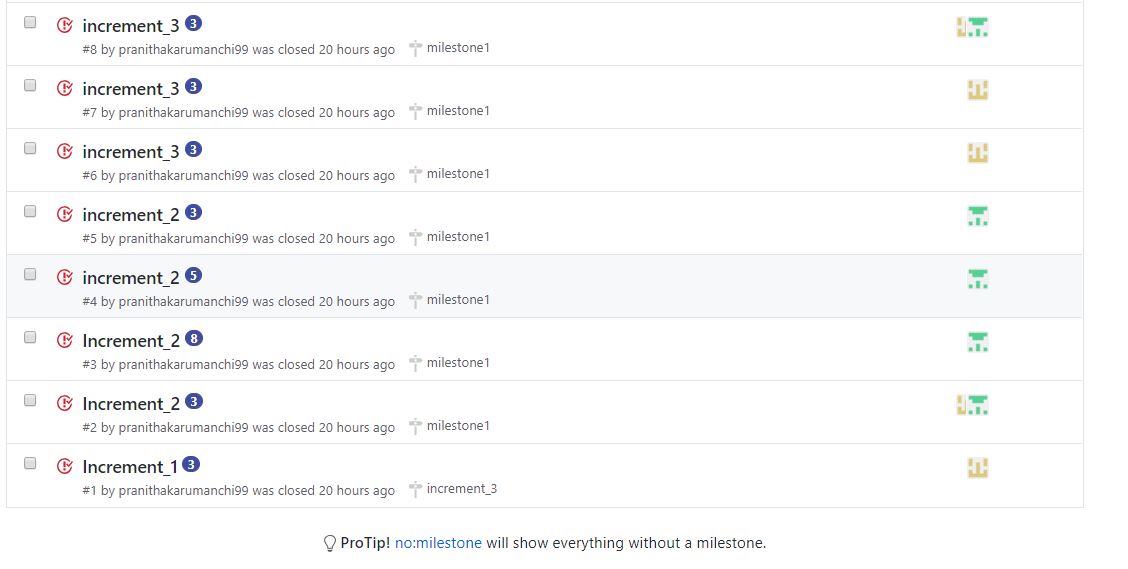 increment_3 3
#8 by pranithakarumanchi99 was closed 20 hours ago milestone1
increment_3 3
#7 by pranithakarumanchi99 was closed 20 hours ago milestone1
increment_3 3
#6 by pranithakarumanchi99 was closed 20 hours ago milestone1
increment_2 3
#5 by pranithakarumanchi99 was closed 20 hours ago milestone1
increment_2 5
#4 by pranithakarumanchi99 was closed 20 hours ago milestone1
Increment_2 8
#3 by pranithakarumanchi99 was closed 20 hours ago milestone1
Increment_2 3
#2 by pranithakarumanchi99 was closed 20 hours ago milestone1
Increment_1 3
#1 by pranithakarumanchi99 was closed 20 hours ago increment_3
ProTip! no:milestone will show everything without a milestone.